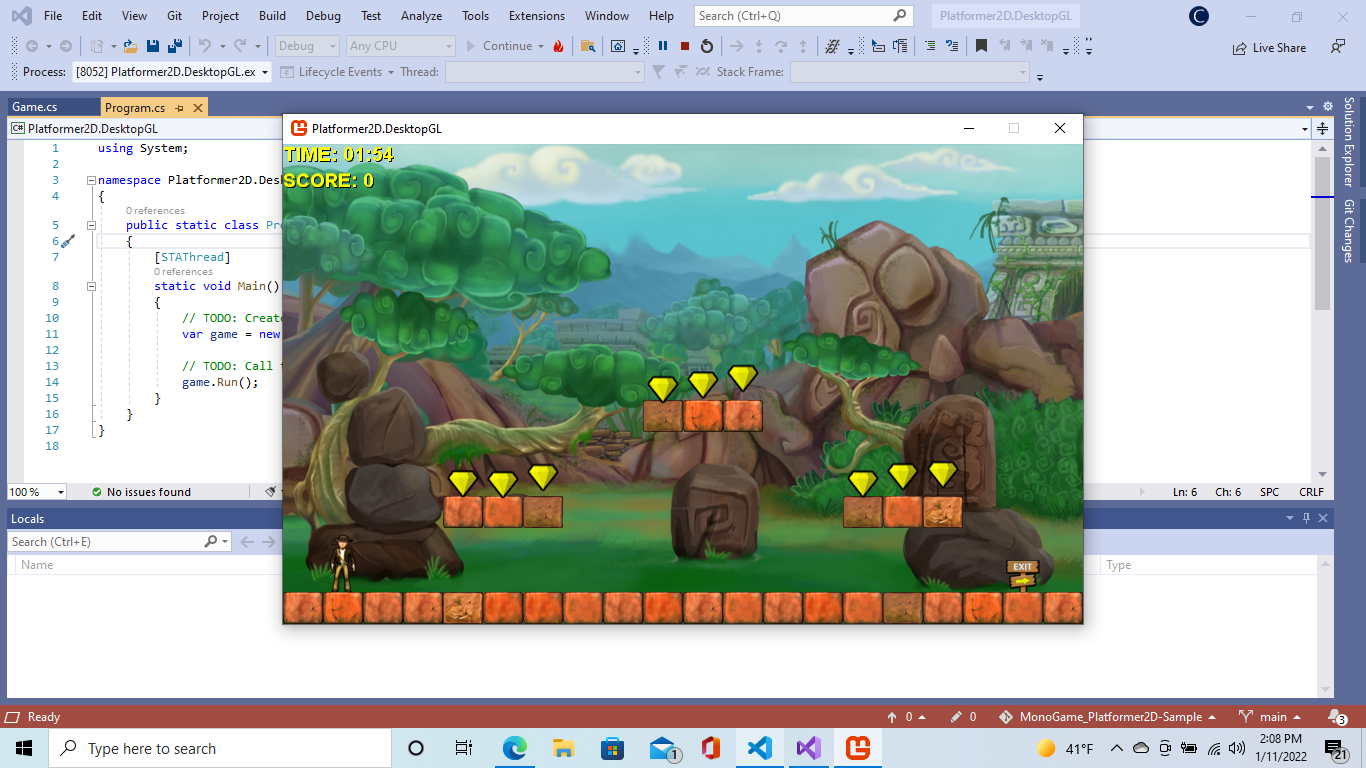 File Edit View Git Project Build Debug Test Analyze Tools Extensions Window Help Search (Ctrl+Q) Platformer2D.DesktopGL
C
Debug Any CPU Continue Live Share
Process: [8052] Platformer2D.DesktopGL.ex Lifecycle Events Thread: Stack Frame:
Game.cs Program.cs
C# Platformer2D.DesktopGL
1 using System;
2
3 namespace Platformer2D.Des
4 {
0 references
5 public static class Pro
6 {
7 [STAThread]
0 references
8 static void Main()
9 {
10 // TODO: Create
11 var game = new
12
13 // TODO: Call
14 game.Run();
15 }
16 }
17 }
18
100 % No issues found Ln: 6 Ch: 6 SPC CRLF
Platformer2D.DesktopGL
TIME: 01:54
SCORE: 0
EXIT
Solution Explorer
Git Changes
Locals
Search (Ctrl+E)
Name Type
Ready 0 0 MonoGame_Platformer2D-Sample main 3
Type here to search 1 41°F 2:08 PM
1/11/2022
21